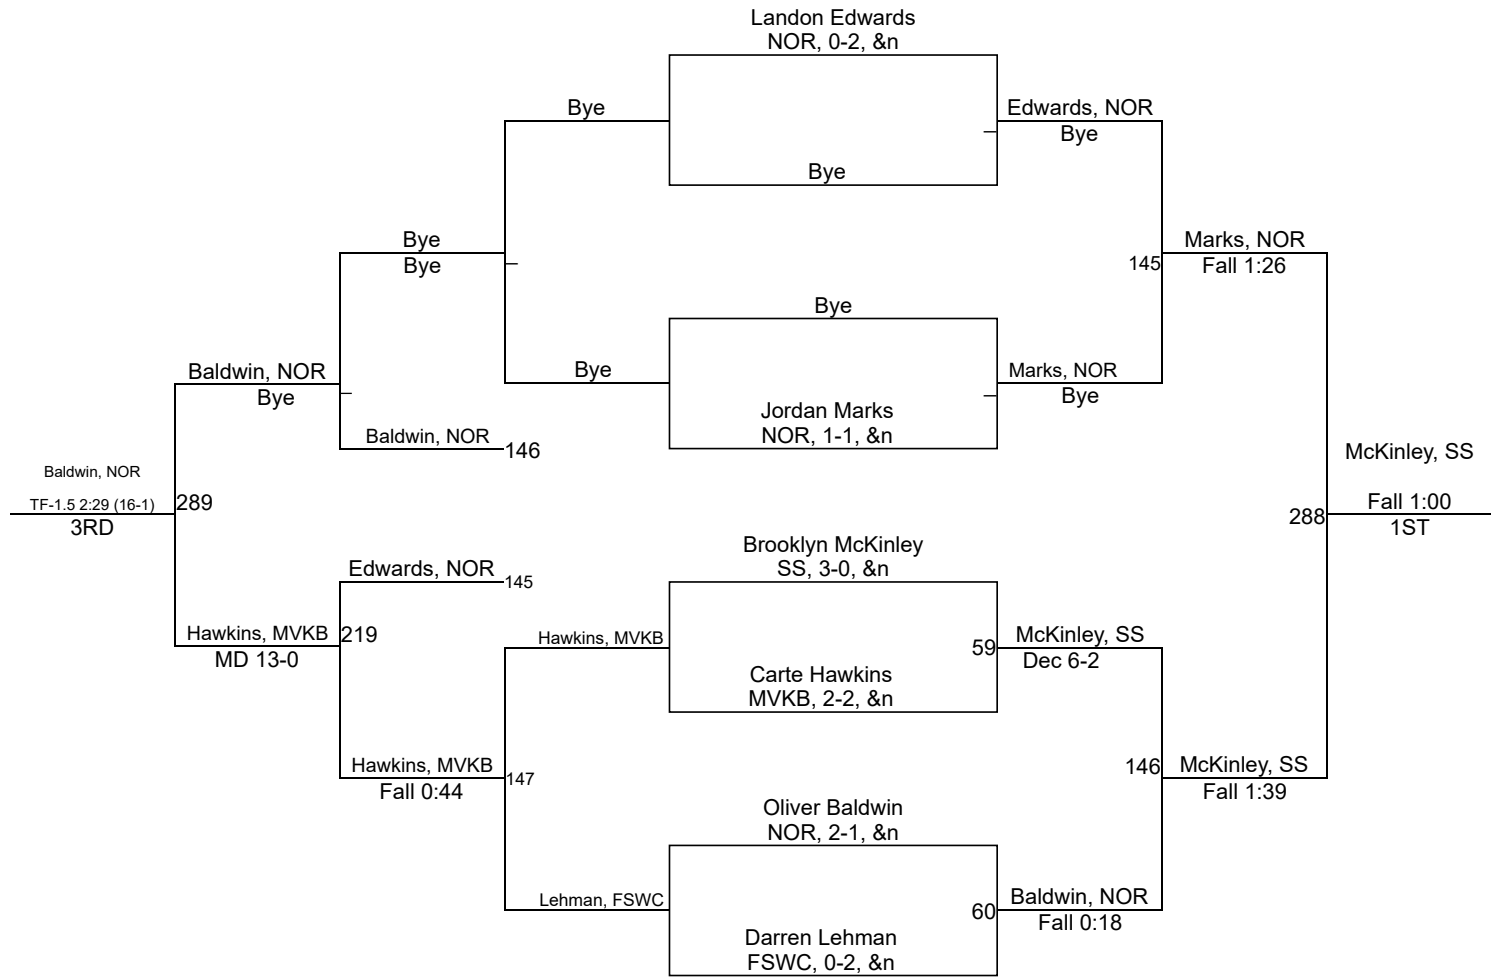 Landon Edwards
NOR, 0-2, &n
Bye
Edwards, NOR
Bye
Bye
Bye
Bye
Marks, NOR
145
Fall 1:26
Bye
Bye
Marks, NOR
Bye
Baldwin, NOR
Bye
Jordan Marks
NOR, 1-1, &n
Baldwin, NOR
146
McKinley, SS
Baldwin, NOR
TF-1.5 2:29 (16-1)
289
3RD
Fall 1:00
288
1ST
Brooklyn McKinley
SS, 3-0, &n
Edwards, NOR
145
Hawkins, MVKB
219
MD 13-0
Hawkins, MVKB
59
McKinley, SS
Dec 6-2
Carte Hawkins
MVKB, 2-2, &n
Hawkins, MVKB
147
Fall 0:44
146
McKinley, SS
Fall 1:39
Oliver Baldwin
NOR, 2-1, &n
Lehman, FSWC
60
Baldwin, NOR
Fall 0:18
Darren Lehman
FSWC, 0-2, &n